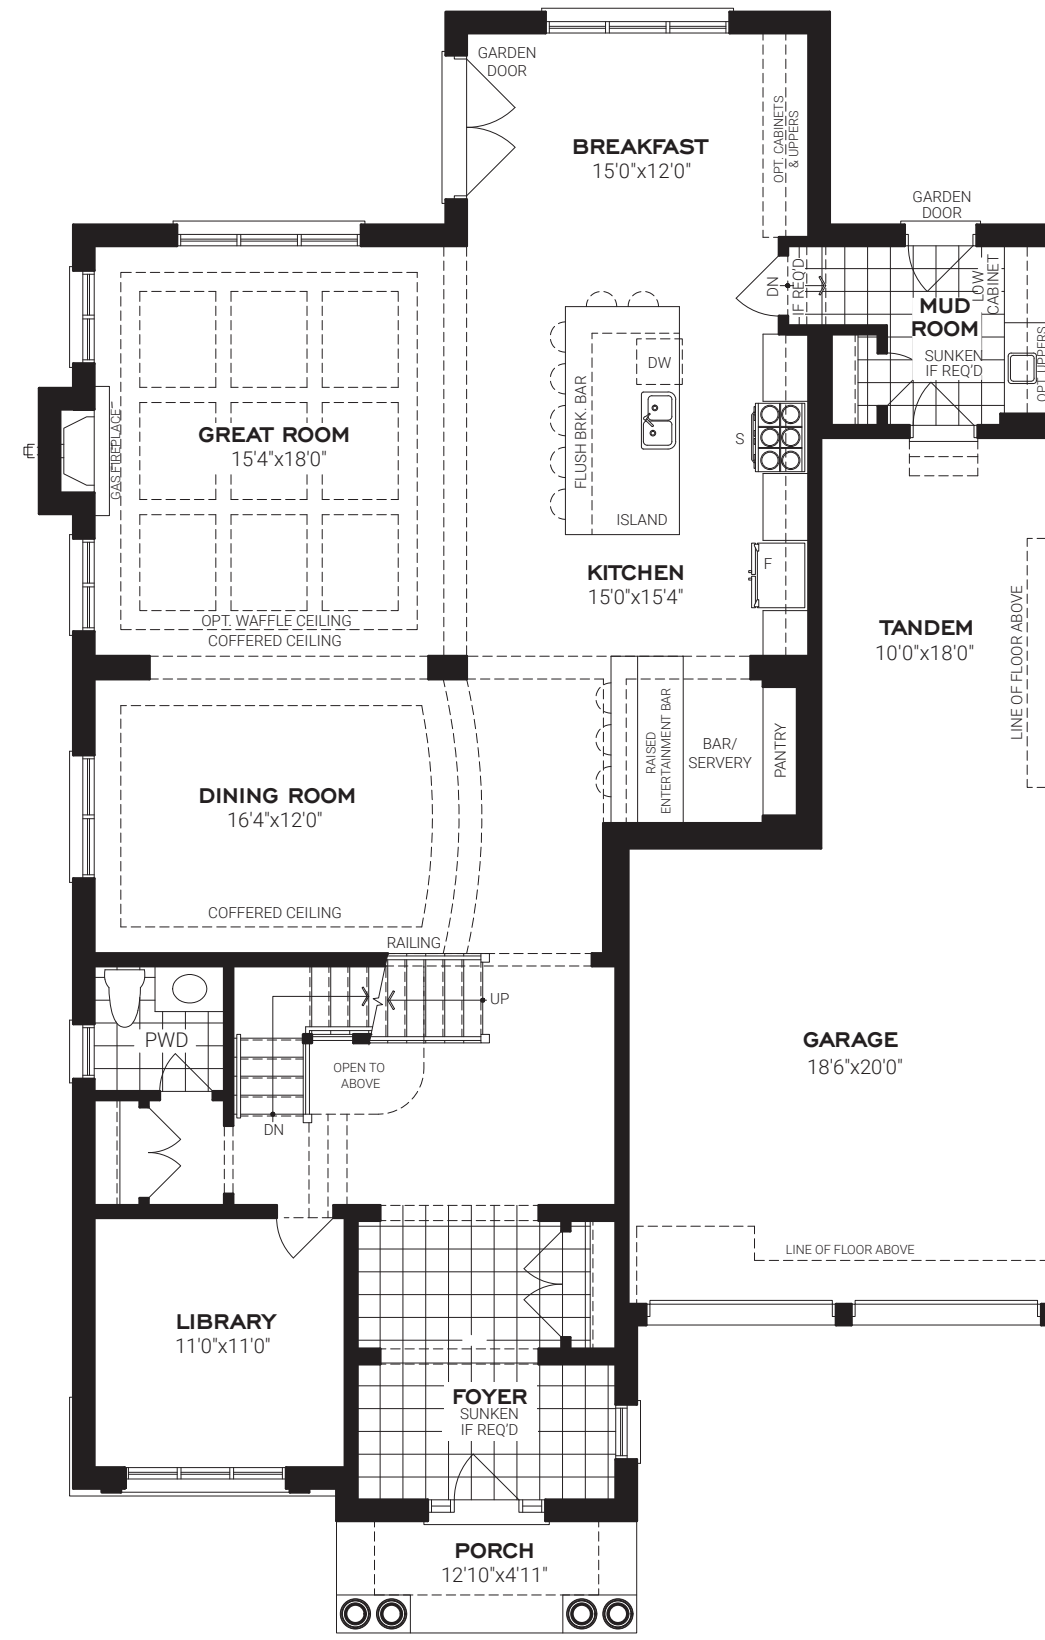 GARDEN
DOOR
BREAKFAST
15'0"x12'0"
OPT. CABINETS
& UPPERS
GARDEN
DOOR
DN
IF REQ'D
LOW
CABINET
MUD
ROOM
SUNKEN
IF REQ'D
OPT. UPPERS
DW
FLUSH BRK. BAR
GAS FIREPLACE
GREAT ROOM
15'4"x18'0"
S
ISLAND
F
KITCHEN
15'0"x15'4"
OPT. WAFFLE CEILING
COFFERED CEILING
TANDEM
10'0"x18'0"
LINE OF FLOOR ABOVE
RAISED
ENTERTAINMENT BAR
BAR/
SERVERY
PANTRY
DINING ROOM
16'4"x12'0"
COFFERED CEILING
RAILING
UP
PWD
OPEN TO
ABOVE
DN
GARAGE
18'6"x20'0"
LINE OF FLOOR ABOVE
LIBRARY
11'0"x11'0"
FOYER
SUNKEN
IF REQ'D
PORCH
12'10"x4'11"